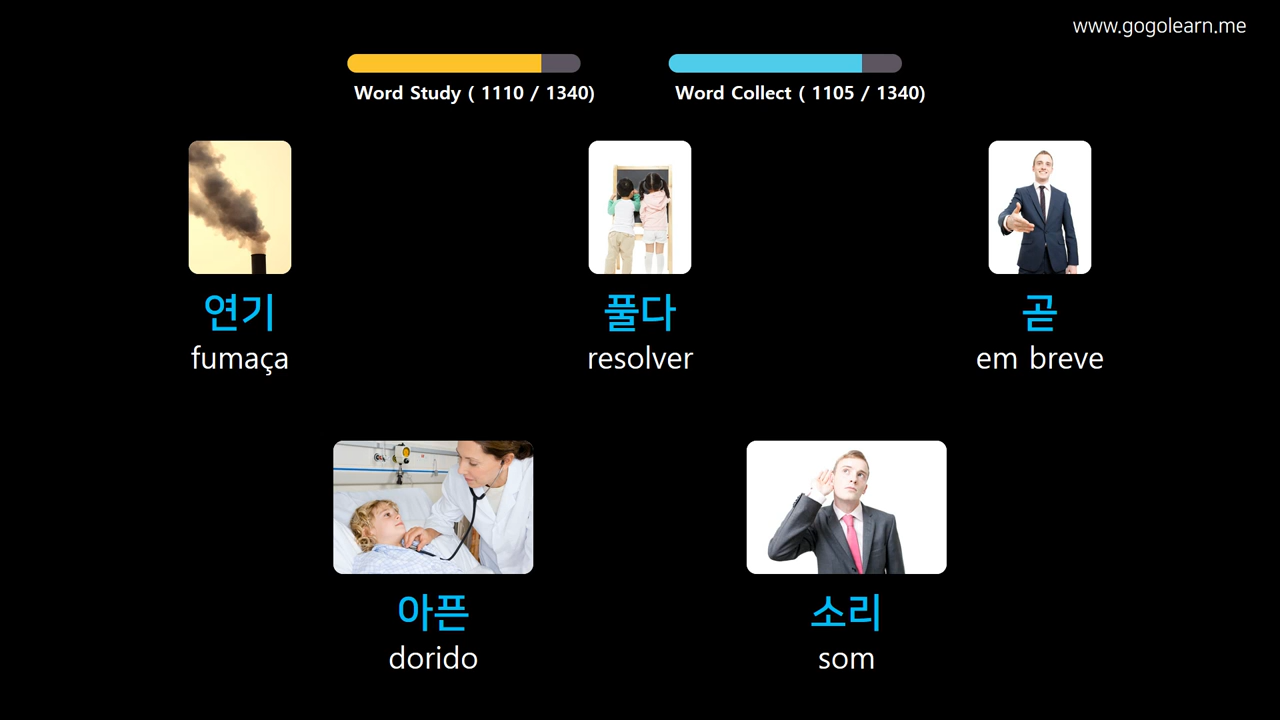 www.gogolearn.me
Word Study ( 1110 / 1340)
Word Collect ( 1105 / 1340)
연기
fumaça
풀다
resolver
곧
em breve
아픈
dorido
소리
som